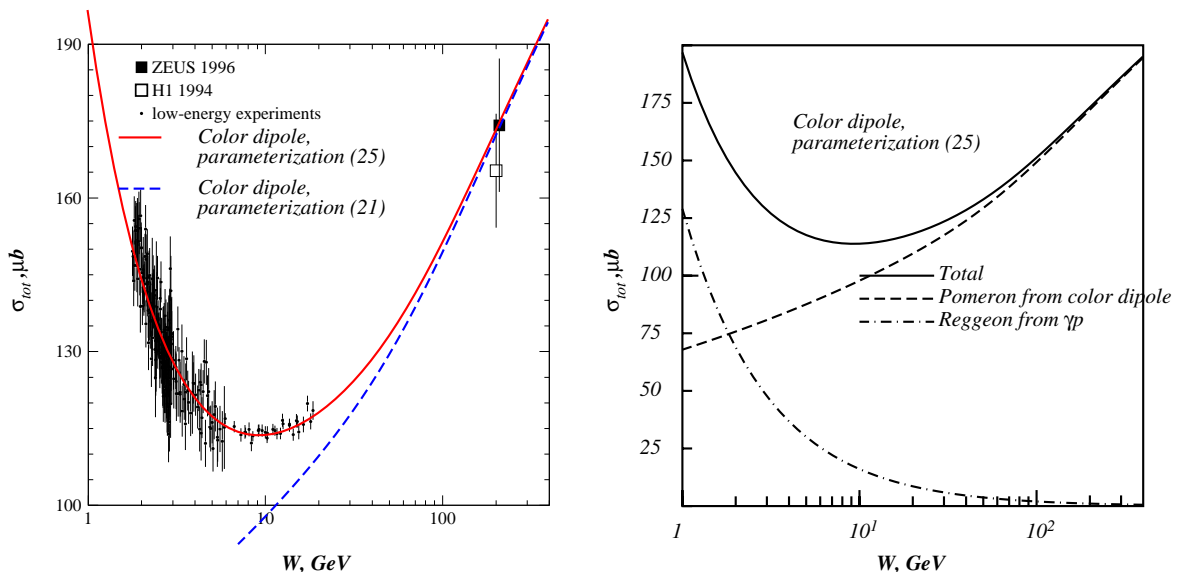 190
160
130
100
σtot ,μb
ZEUS 1996
H1 1994
low-energy experiments
Color dipole,
parameterization (25)
Color dipole,
parameterization (21)
1
10
100
W, GeV
175
150
125
100
75
50
25
σtot ,μb
Color dipole,
parameterization (25)
Total
Pomeron from color dipole
Reggeon from γp
1
10¹
10²
W, GeV